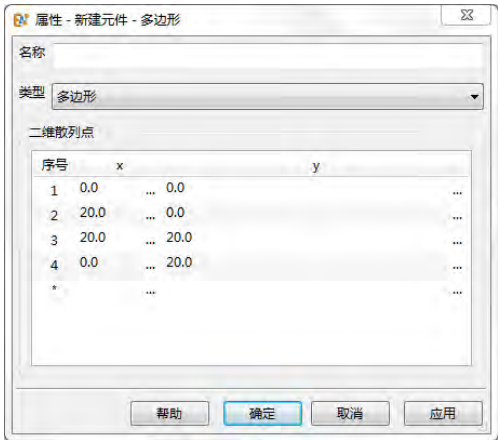 属性 - 新建元件 - 多边形
名称
类型 多边形
二维散列点
序号 x y
1 0.0 ... 0.0 ...
2 20.0 ... 0.0 ...
3 20.0 ... 20.0 ...
4 0.0 ... 20.0 ...
* ... ...
帮助 确定 取消 应用